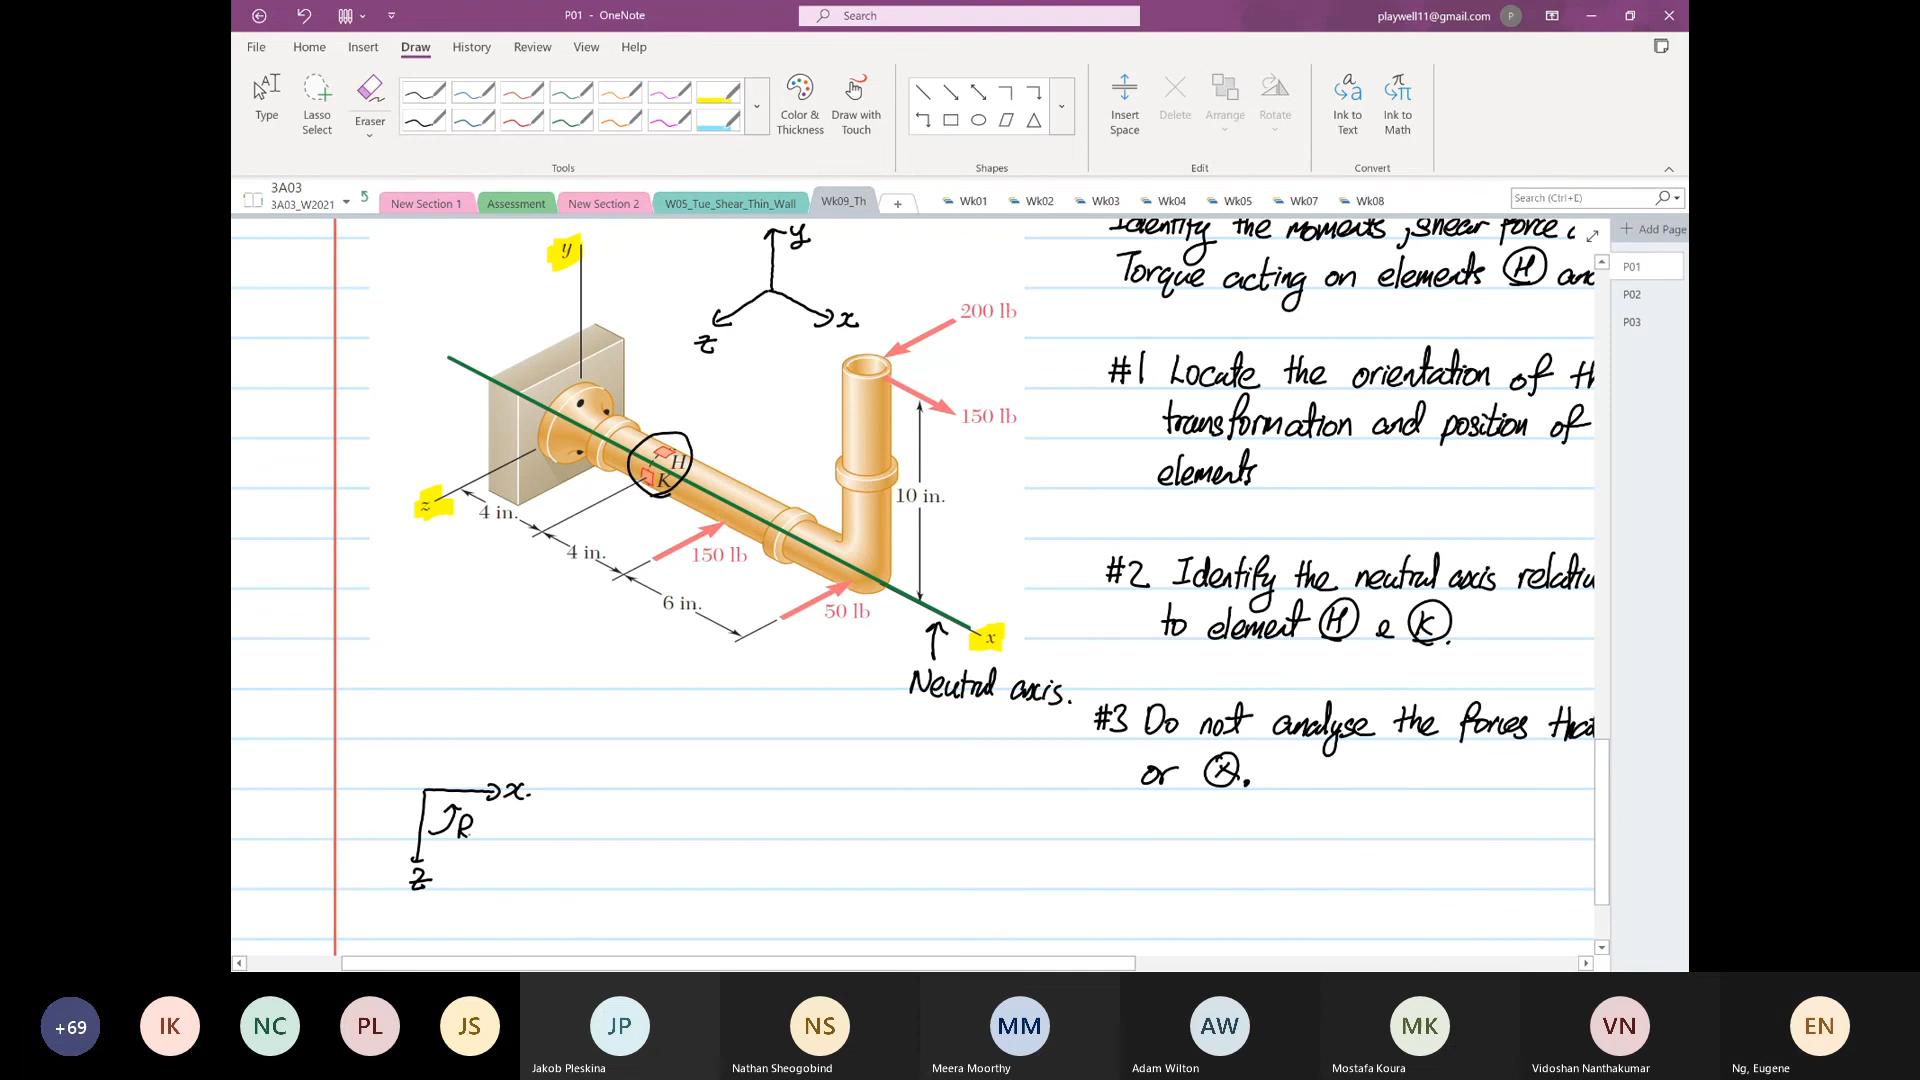 P01 - OneNote
Search
playwell11@gmail.com
P
File Home Insert Draw History Review View Help
Type
Lasso Select
Eraser
Color & Thickness
Draw with Touch
Insert Space
Delete
Arrange
Rotate
Ink to Text
Ink to Math
Tools
Shapes
Edit
Convert
3A03
3A03_W2021
New Section 1
Assessment
New Section 2
W05_Tue_Shear_Thin_Wall
Wk09_Th
+
Wk01
Wk02
Wk03
Wk04
Wk05
Wk07
Wk08
Search (Ctrl+E)
Add Page
P01
P02
P03
y
y
x
z
200 lb
150 lb
H
K
10 in.
z
4 in.
4 in.
150 lb
6 in.
50 lb
x
Neutral axis.
Identify the moments, shear force
Torque acting on elements H and
#1 Locate the orientation of th
transformation and position of
elements
#2 Identify the neutral axis relativ
to element H e K.
#3 Do not analyse the forces that
or X.
x.
R
z
+69
IK
NC
PL
JS
JP
Jakob Pleskina
NS
Nathan Sheogobind
MM
Meera Moorthy
AW
Adam Wilton
MK
Mostafa Koura
VN
Vidoshan Nanthakumar
EN
Ng, Eugene